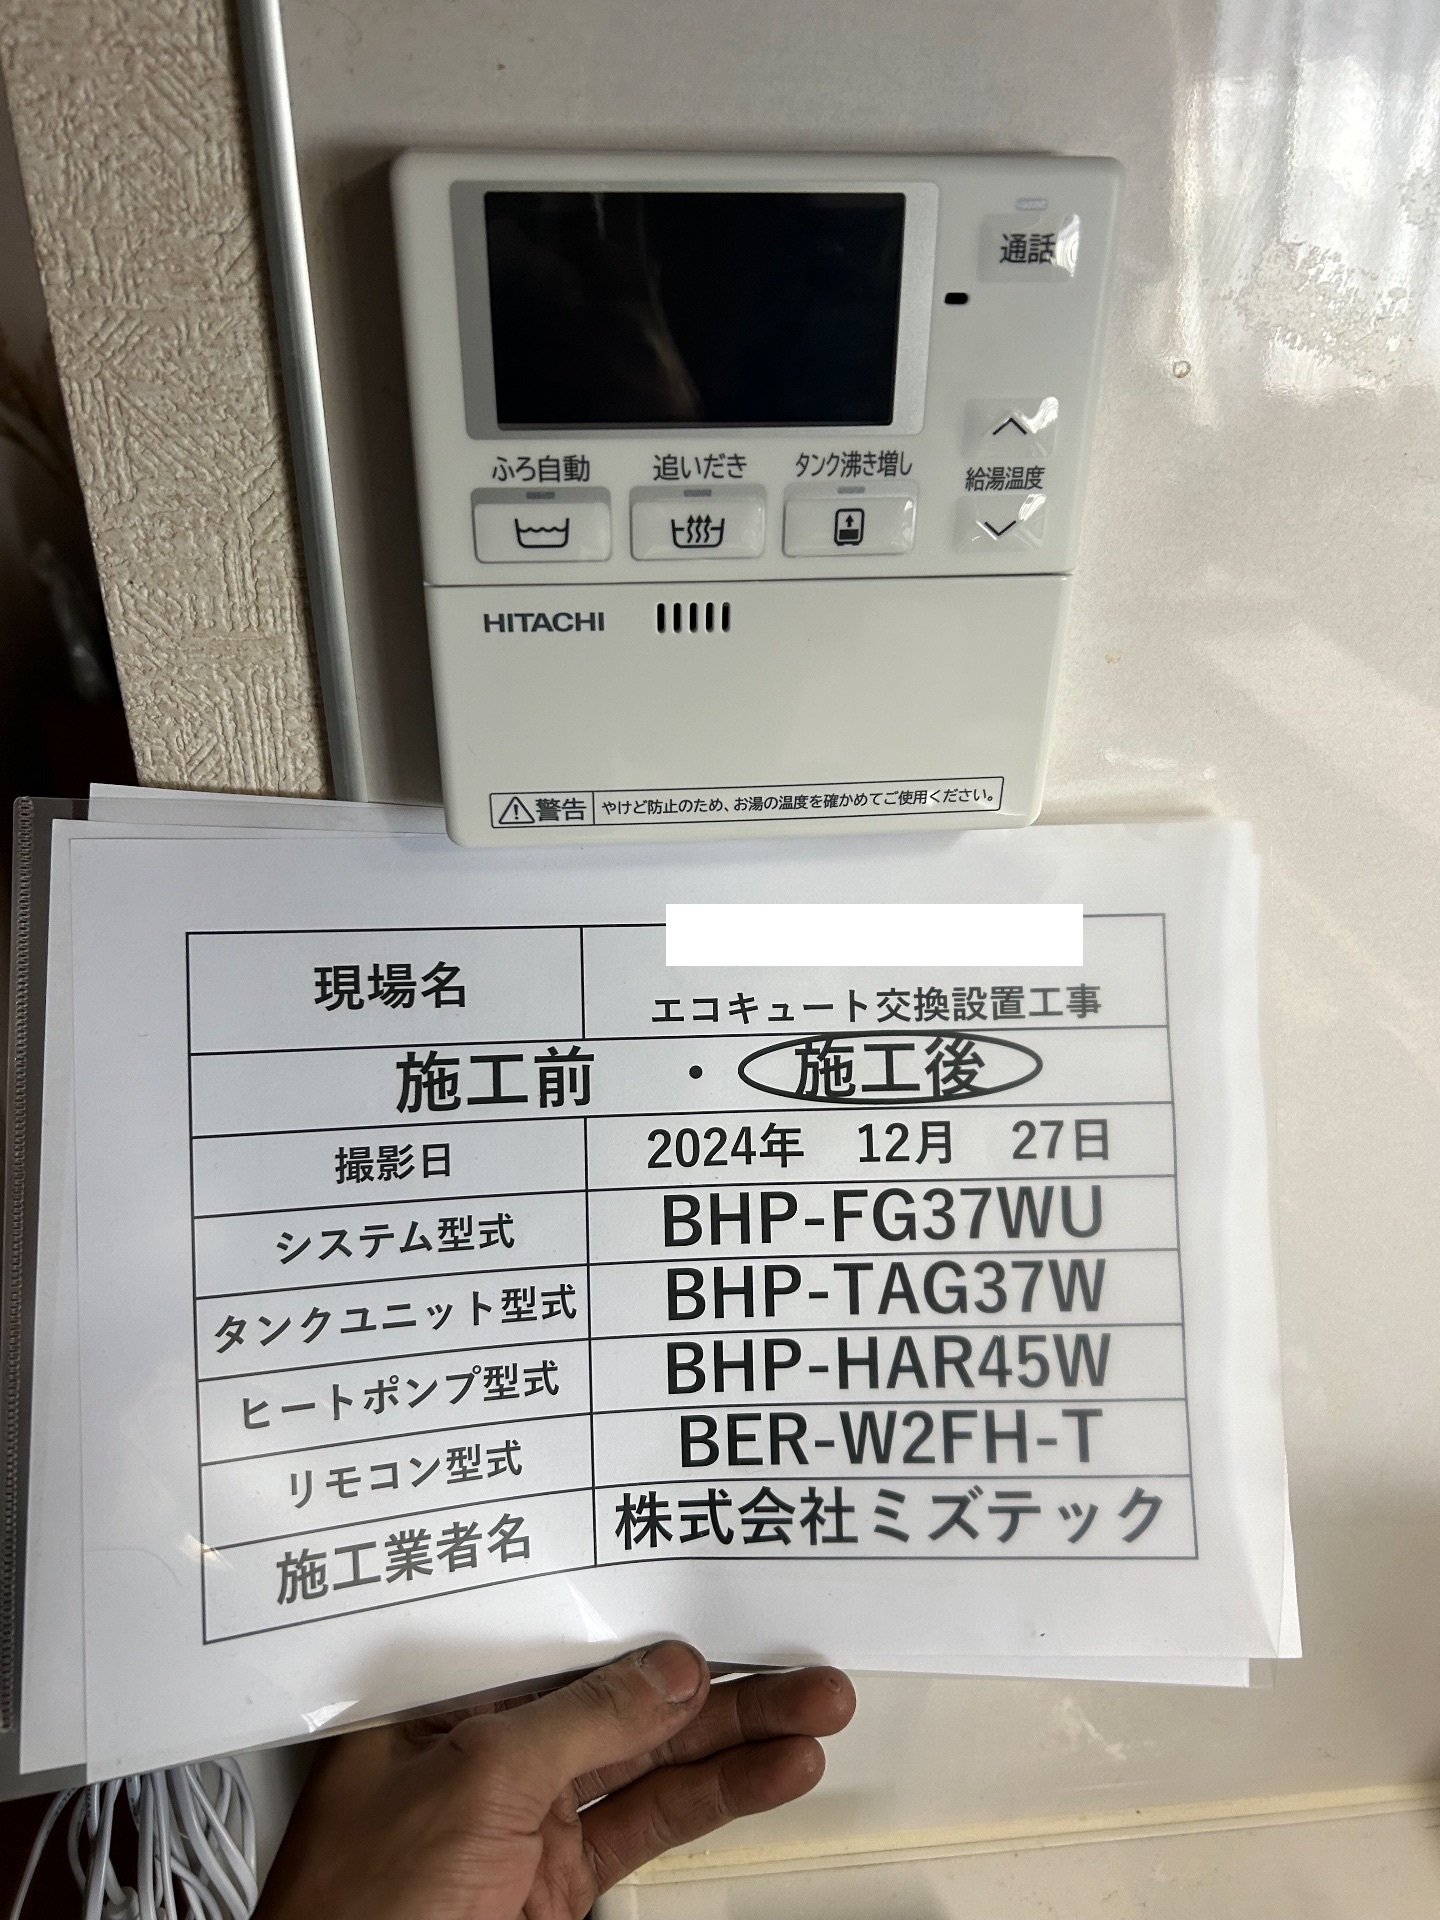 通話
ふろ自動
追いだき
タンク沸き増し
給湯温度
HITACHI
警告 やけど防止のため、お湯の温度を確かめてご使用ください。
現場名
エコキュート交換設置工事
施工前 ・ 施工後
撮影日 2024年 12月 27日
システム型式 BHP-FG37WU
タンクユニット型式 BHP-TAG37W
ヒートポンプ型式 BHP-HAR45W
リモコン型式 BER-W2FH-T
施工業者名 株式会社ミズテック